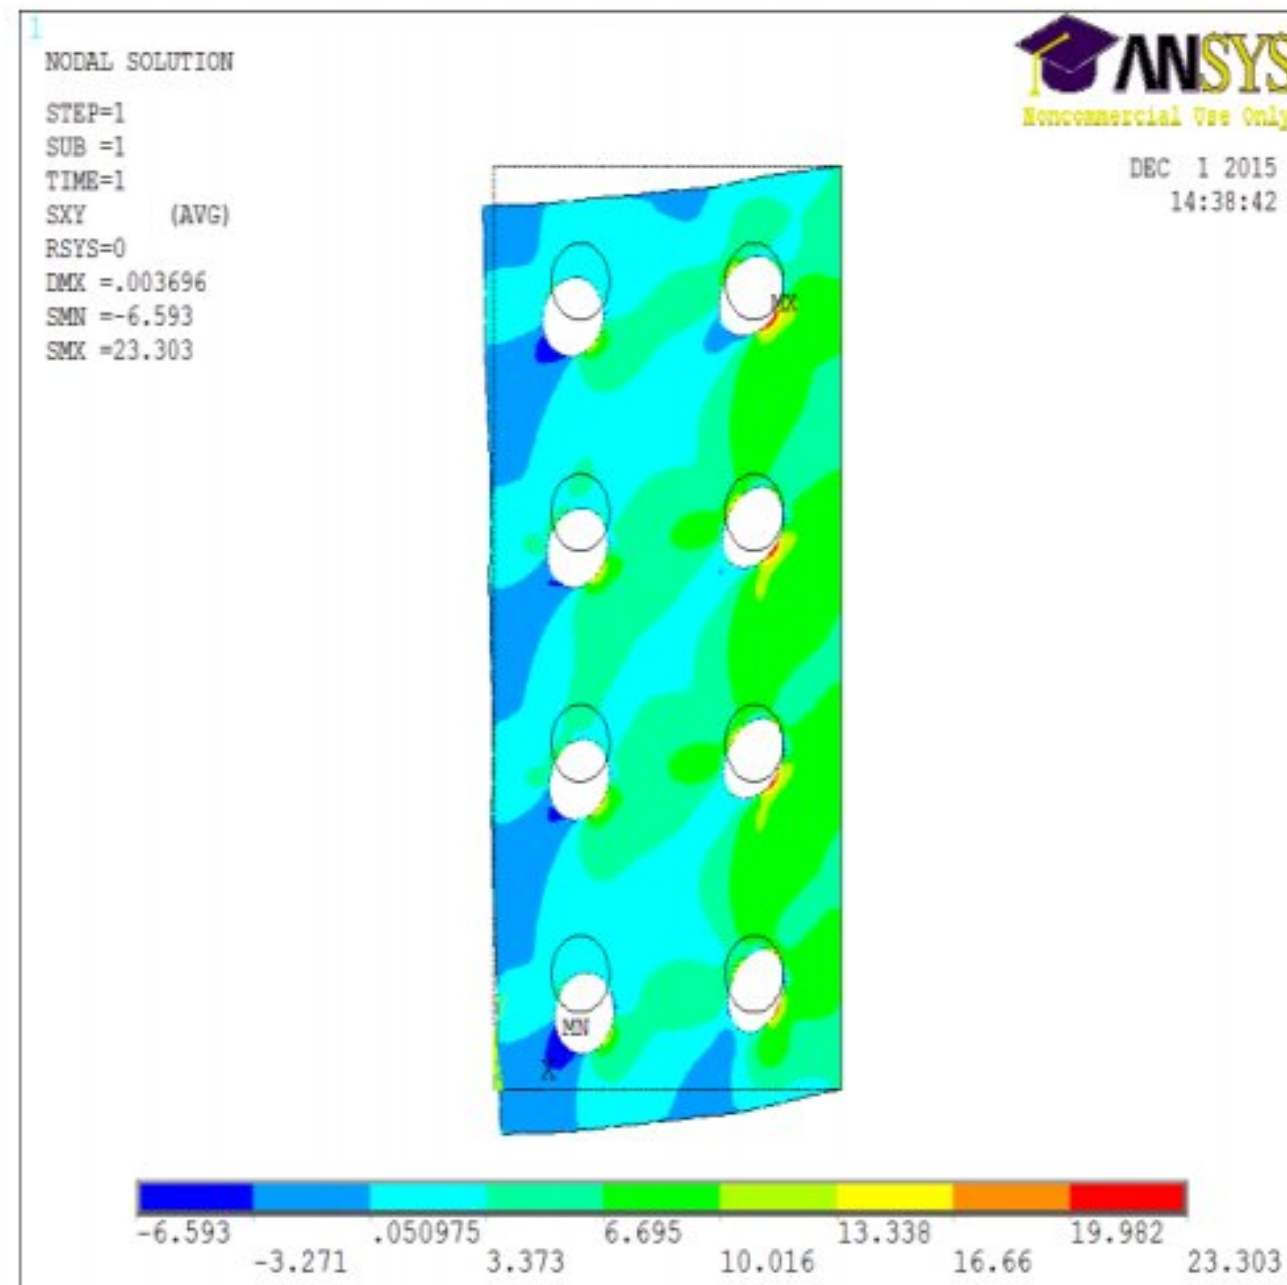 1
NODAL SOLUTION
STEP=1
SUB =1
TIME=1
SXY (AVG)
RSYS=0
DMX =.003696
SMN =-6.593
SMX =23.303
ANSYS
Noncommercial Use Only
DEC 1 2015
14:38:42
MX
MN
X
-6.593 .050975 6.695 13.338 19.982
-3.271 3.373 10.016 16.66 23.303